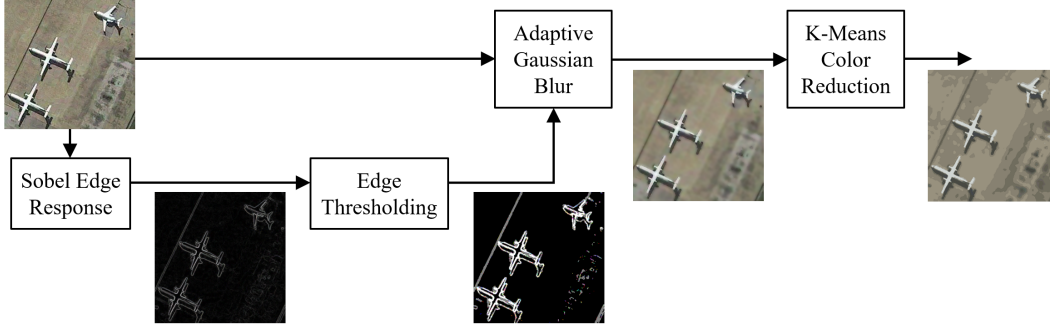 Adaptive
Gaussian
Blur
K-Means
Color
Reduction
Sobel Edge
Response
Edge
Thresholding